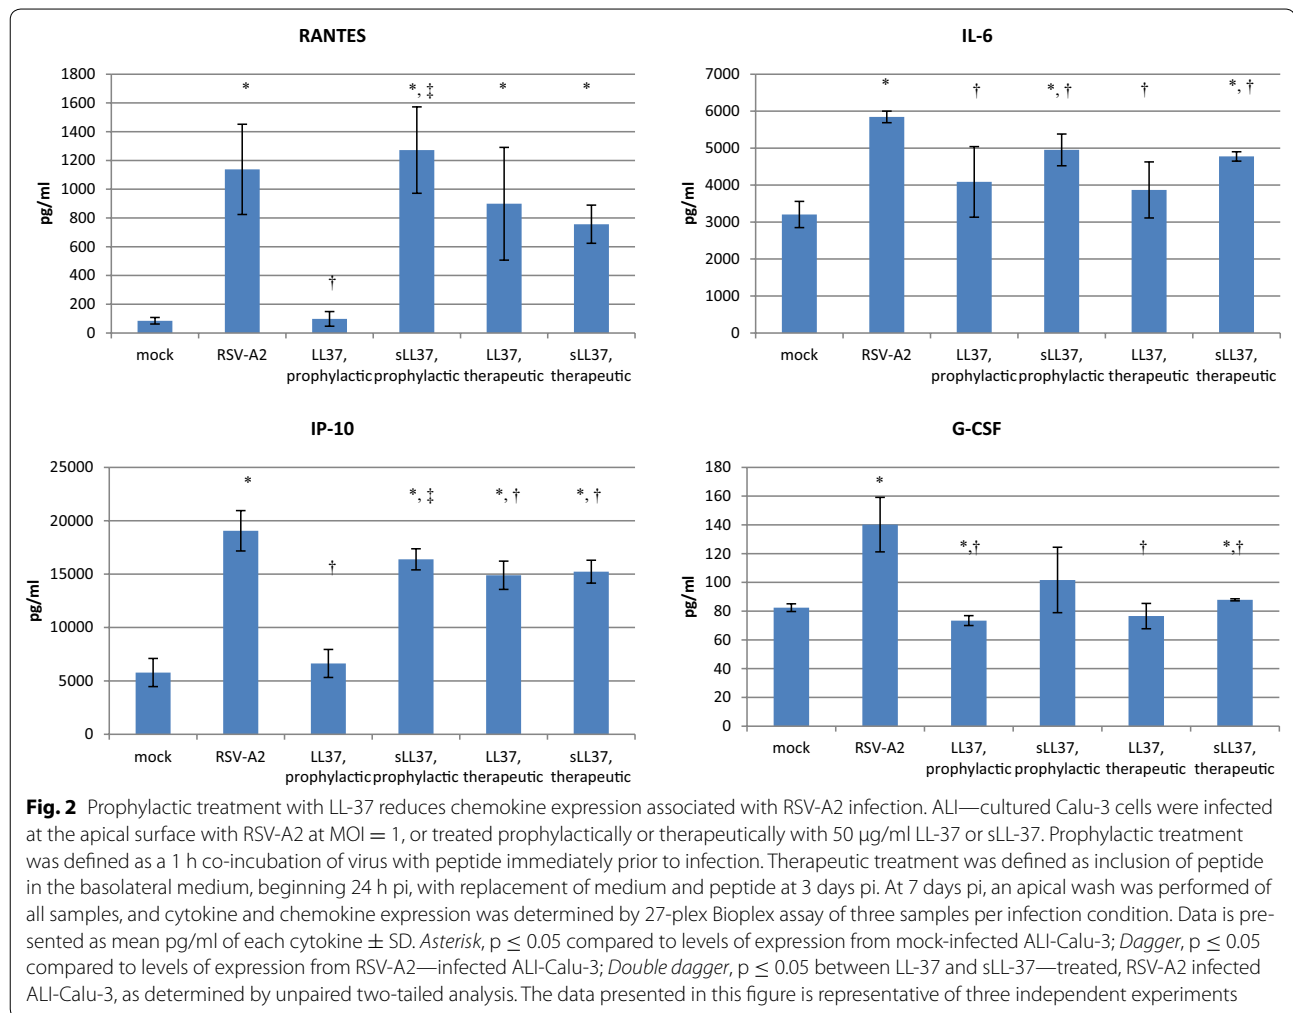 RANTES
1800
1600
1400
1200
1000
800
600
400
200
0
pg/ml
* * *, ‡ * *
†
mock RSV-A2 LL37, sLL37, LL37, sLL37,
prophylactic prophylactic therapeutic therapeutic
IL-6
7000
6000
5000
4000
3000
2000
1000
0
pg/ml
* † *, † † *, †
mock RSV-A2 LL37, sLL37, LL37, sLL37,
prophylactic prophylactic therapeutic therapeutic
IP-10
25000
20000
15000
10000
5000
0
pg/ml
* † *, ‡ *, † *, †
mock RSV-A2 LL37, sLL37, LL37, sLL37,
prophylactic prophylactic therapeutic therapeutic
G-CSF
180
160
140
120
100
80
60
40
20
0
pg/ml
* *,† † *,†
mock RSV-A2 LL37, sLL37, LL37, sLL37,
prophylactic prophylactic therapeutic therapeutic
Fig. 2 Prophylactic treatment with LL-37 reduces chemokine expression associated with RSV-A2 infection. ALI—cultured Calu-3 cells were infected
at the apical surface with RSV-A2 at MOI = 1, or treated prophylactically or therapeutically with 50 µg/ml LL-37 or sLL-37. Prophylactic treatment
was defined as a 1 h co-incubation of virus with peptide immediately prior to infection. Therapeutic treatment was defined as inclusion of peptide
in the basolateral medium, beginning 24 h pi, with replacement of medium and peptide at 3 days pi. At 7 days pi, an apical wash was performed of
all samples, and cytokine and chemokine expression was determined by 27-plex Bioplex assay of three samples per infection condition. Data is pre-
sented as mean pg/ml of each cytokine ± SD. Asterisk, p ≤ 0.05 compared to levels of expression from mock-infected ALI-Calu-3; Dagger, p ≤ 0.05
compared to levels of expression from RSV-A2—infected ALI-Calu-3; Double dagger, p ≤ 0.05 between LL-37 and sLL-37—treated, RSV-A2 infected
ALI-Calu-3, as determined by unpaired two-tailed analysis. The data presented in this figure is representative of three independent experiments